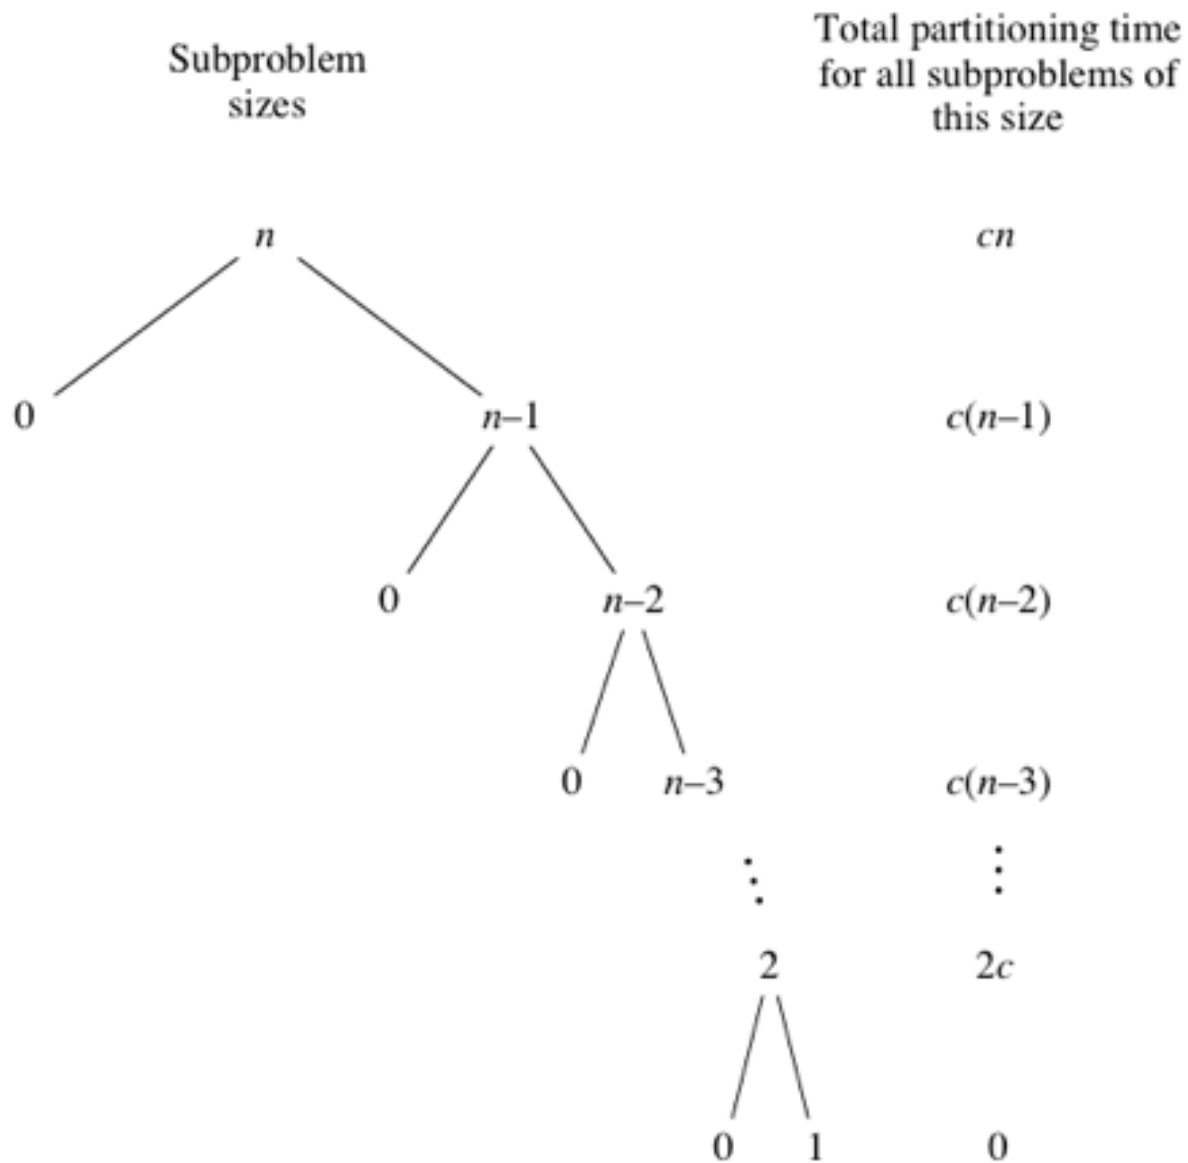 Subproblem
sizes
Total partitioning time
for all subproblems of
this size
n
cn
0
n–1
c(n–1)
0
n–2
c(n–2)
0
n–3
c(n–3)
2
2c
0
1
0